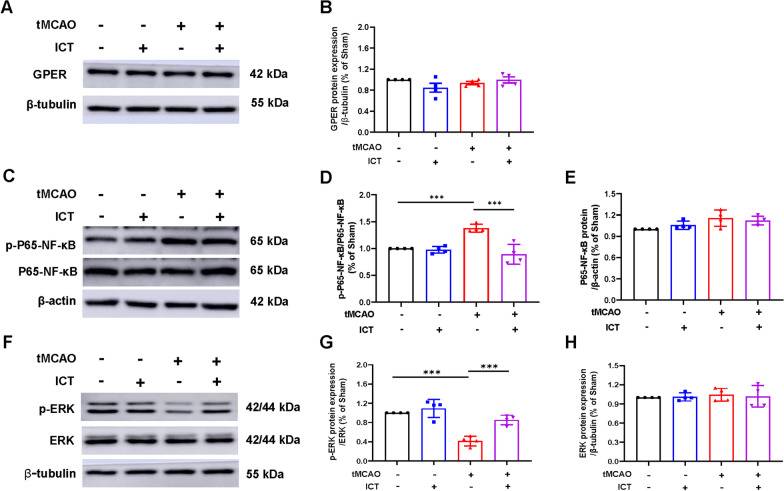 A
tMCAO - - + +
ICT - + - +
GPER 42 kDa
β-tubulin 55 kDa
B
GPER protein expression
/β-tubulin (% of Sham)
2.0
1.6
1.2
0.8
0.4
0.0
tMCAO - - + +
ICT - + - +
C
tMCAO - - + +
ICT - + - +
p-P65-NF-κB 65 kDa
P65-NF-κB 65 kDa
β-actin 42 kDa
D
p-P65-NF-κB/P65-NF-κB
(% of Sham)
2.0
1.5
1.0
0.5
0.0
*** ***
tMCAO - - + +
ICT - + - +
E
P65-NF-κB protein
/β-actin (% of Sham)
1.5
1.2
0.9
0.6
0.3
0.0
tMCAO - - + +
ICT - + - +
F
tMCAO - - + +
ICT - + - +
p-ERK 42/44 kDa
ERK 42/44 kDa
β-tubulin 55 kDa
G
p-ERK protein expression
/ERK (% of Sham)
2.0
1.6
1.2
0.8
0.4
0.0
*** ***
tMCAO - - + +
ICT - + - +
H
ERK protein expression
/β-tubulin (% of Sham)
1.5
1.2
0.9
0.6
0.3
0.0
tMCAO - - + +
ICT - + - +